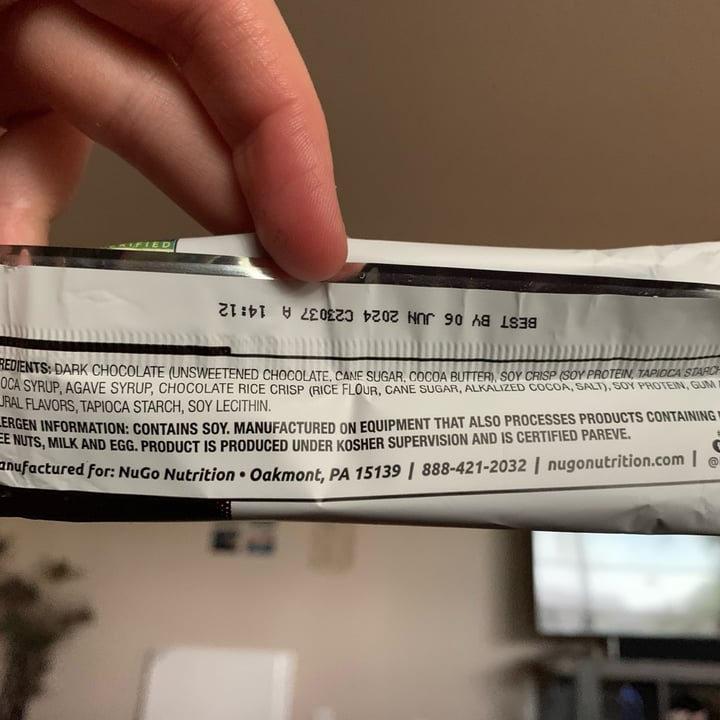 RIFIED
BEST BY 06 JUN 2024 C23037 A 14:12
REDIENTS: DARK CHOCOLATE (UNSWEETENED CHOCOLATE, CANE SUGAR, COCOA BUTTER), SOY CRISP (SOY PROTEIN, TAPIOCA STARCH
OCA SYRUP, AGAVE SYRUP, CHOCOLATE RICE CRISP (RICE FLOUR, CANE SUGAR, ALKALIZED COCOA, SALT), SOY PROTEIN, GUM
URAL FLAVORS, TAPIOCA STARCH, SOY LECITHIN.
ERGEN INFORMATION: CONTAINS SOY. MANUFACTURED ON EQUIPMENT THAT ALSO PROCESSES PRODUCTS CONTAINING
EE NUTS, MILK AND EGG. PRODUCT IS PRODUCED UNDER KOSHER SUPERVISION AND IS CERTIFIED PAREVE.
anufactured for: NuGo Nutrition • Oakmont, PA 15139 | 888-421-2032 | nugonutrition.com | @